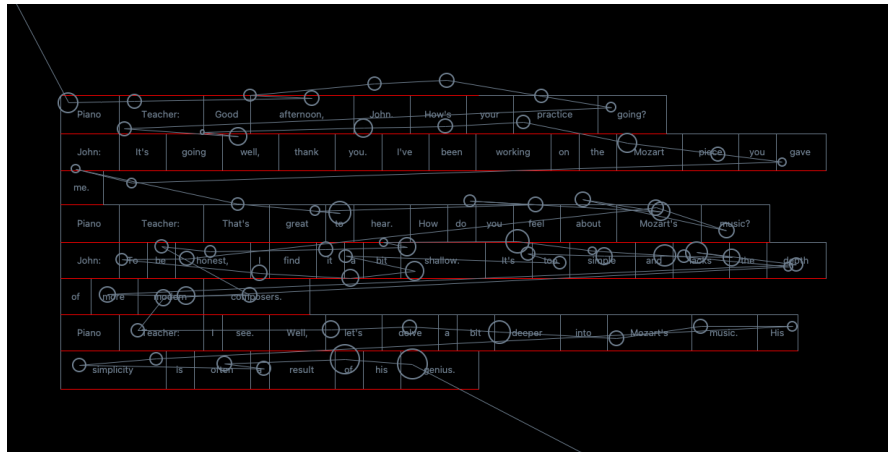 Piano Teacher: Good afternoon, John. How's your practice going?
John: It's going well, thank you. I've been working on the Mozart piece you gave
me.
Piano Teacher: That's great to hear. How do you feel about Mozart's music?
John: To be honest, I find it a bit shallow. It's too simple and lacks the depth
of more modern composers.
Piano Teacher: I see. Well, let's delve a bit deeper into Mozart's music. His
simplicity is often a result of his genius.